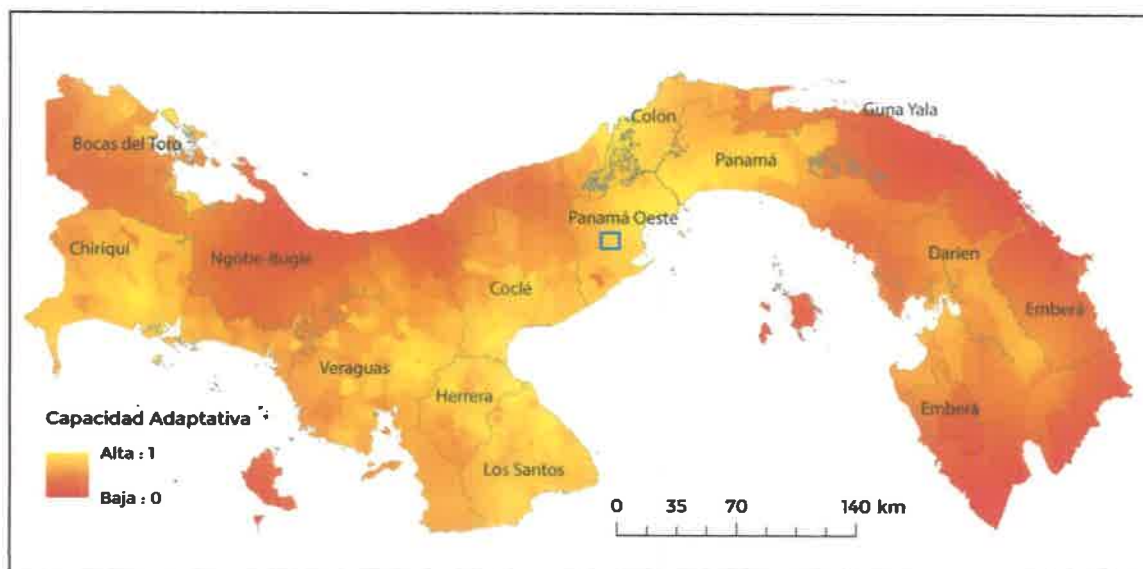 Guna Yala
Colon
Bocas del Toro
Panamá
Panamá Oeste
Chiriquí
Ngöbe-Buglé
Darien
Coclé
Emberá
Veraguas
Herrera
Emberá
Capacidad Adaptativa
Alta : 1
Los Santos
Baja : 0
0 35 70 140 km